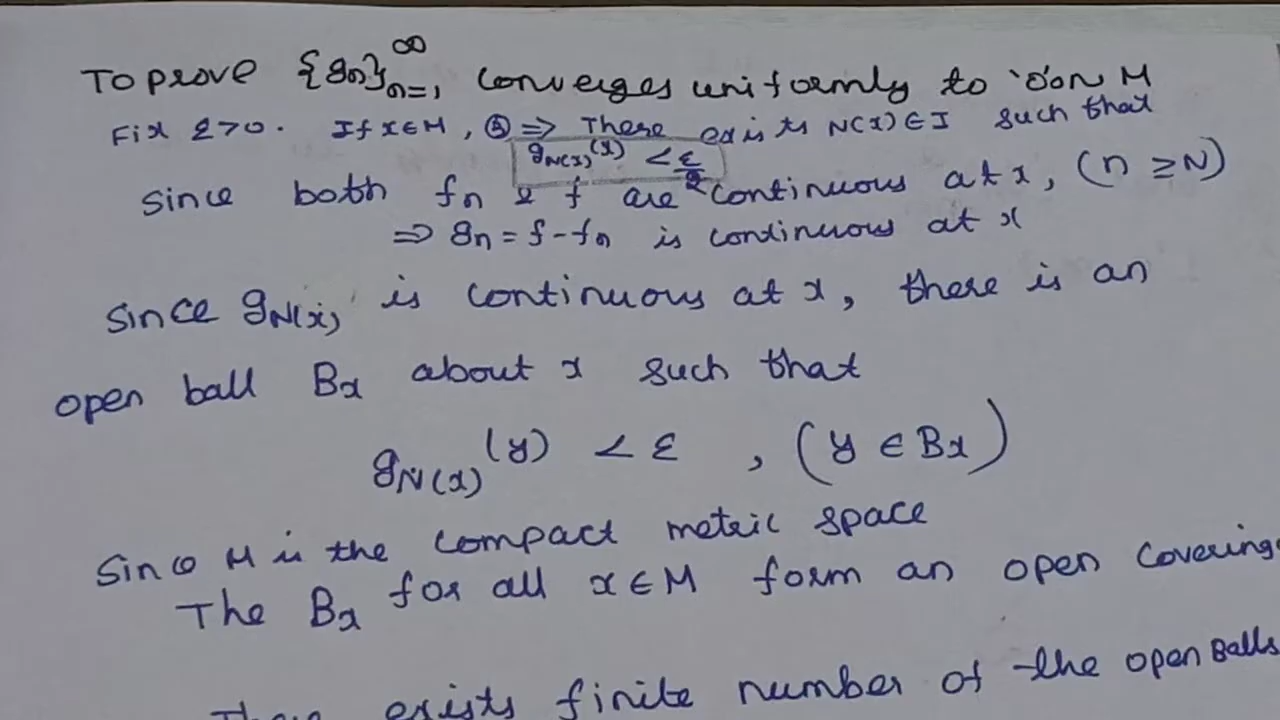 To prove {gn}∞n=1 converges uniformly to 'o' on M
Fix ε>0. If x∈M, ③ ⇒ There exists N(x)∈I such that
gN(x)(x) < ε/2
since both fn & f are continuous at x, (n ≥ N)
⇒ gn = f-fn is continuous at x
Since gN(x) is continuous at x, there is an
open ball Bx about x such that
gN(x)(y) < ε , (y ∈ Bx)
Since M is the compact metric space
The Bx for all x∈M form an open covering
exists finite number of the open Balls